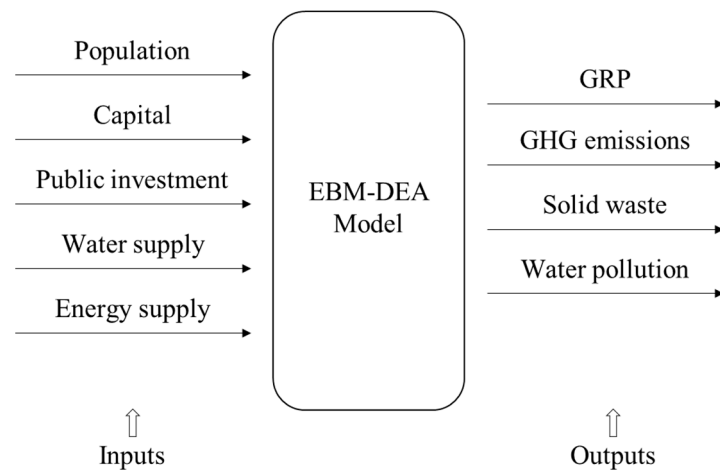 Population
Capital
Public investment
Water supply
Energy supply
Inputs
EBM-DEA
Model
GRP
GHG emissions
Solid waste
Water pollution
Outputs